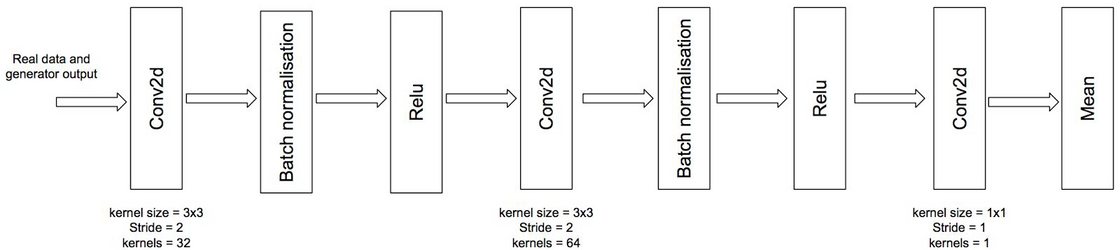 Real data and
generator output
Conv2d
Batch normalisation
Relu
Conv2d
Batch normalisation
Relu
Conv2d
Mean
kernel size = 3x3
Stride = 2
kernels = 32
kernel size = 3x3
Stride = 2
kernels = 64
kernel size = 1x1
Stride = 1
kernels = 1